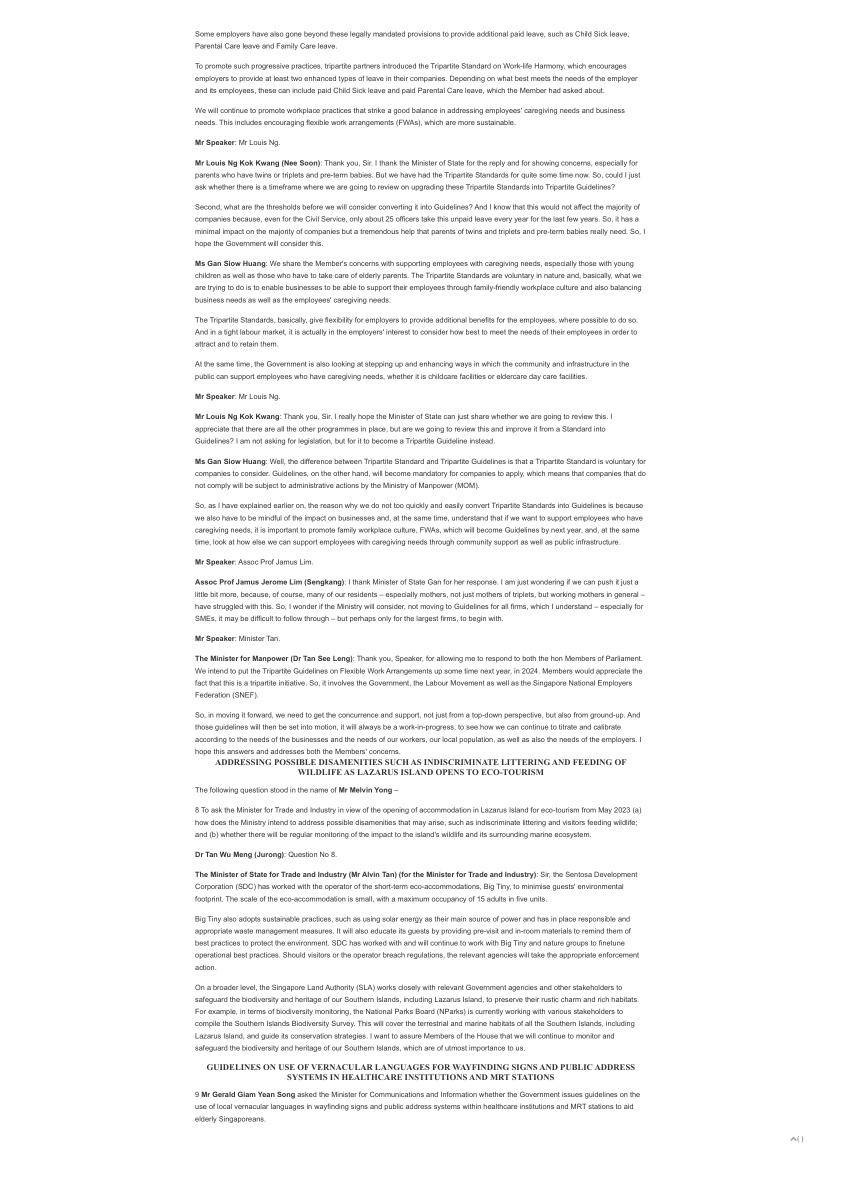 Some employers have also gone beyond these legally mandated provisions to provide additional paid leave, such as Child Sick leave,
Parental Care leave and Family Care leave.
To promote such progressive practices, tripartite partners introduced the Tripartite Standard on Work-life Harmony, which encourages
employers to provide at least two enhanced types of leave in their companies. Depending on what best meets the needs of the employer
and its employees, these can include paid Child Sick leave and paid Parental Care leave, which the Member had asked about.
We will continue to promote workplace practices that strike a good balance in addressing employees' caregiving needs and business
needs. This includes encouraging flexible work arrangements (FWAs), which are more sustainable.
Mr Speaker: Mr Louis Ng.
Mr Louis Ng Kok Kwang (Nee Soon): Thank you, Sir. I thank the Minister of State for the reply and for showing concerns, especially for
parents who have twins or triplets and pre-term babies. But we have had the Tripartite Standards for quite some time now. So, could I just
ask whether there is a timeframe where we are going to review on upgrading these Tripartite Standards into Tripartite Guidelines?
Second, what are the thresholds before we will consider converting it into Guidelines? And I know that this would not affect the majority of
companies because, even for the Civil Service, only about 25 officers take this unpaid leave every year for the last few years. So, it has a
minimal impact on the majority of companies but a tremendous help that parents of twins and triplets and pre-term babies really need. So, I
hope the Government will consider this.
Ms Gan Siow Huang: We share the Member's concerns with supporting employees with caregiving needs, especially those with young
children as well as those who have to take care of elderly parents. The Tripartite Standards are voluntary in nature and, basically, what we
are trying to do is to enable businesses to be able to support their employees through family-friendly workplace culture and also balancing
business needs as well as the employees' caregiving needs.
The Tripartite Standards, basically, give flexibility for employers to provide additional benefits for the employees, where possible to do so.
And in a tight labour market, it is actually in the employers' interest to consider how best to meet the needs of their employees in order to
attract and to retain them.
At the same time, the Government is also looking at stepping up and enhancing ways in which the community and infrastructure in the
public can support employees who have caregiving needs, whether it is childcare facilities or eldercare day care facilities.
Mr Speaker: Mr Louis Ng.
Mr Louis Ng Kok Kwang: Thank you, Sir. I really hope the Minister of State can just share whether we are going to review this. I
appreciate that there are all the other programmes in place, but are we going to review this and improve it from a Standard into
Guidelines? I am not asking for legislation, but for it to become a Tripartite Guideline instead.
Ms Gan Siow Huang: Well, the difference between Tripartite Standard and Tripartite Guidelines is that a Tripartite Standard is voluntary for
companies to consider. Guidelines, on the other hand, will become mandatory for companies to apply, which means that companies that do
not comply will be subject to administrative actions by the Ministry of Manpower (MOM).
So, as I have explained earlier on, the reason why we do not too quickly and easily convert Tripartite Standards into Guidelines is because
we also have to be mindful of the impact on businesses and, at the same time, understand that if we want to support employees who have
caregiving needs, it is important to promote family workplace culture, FWAs, which will become Guidelines by next year, and, at the same
time, look at how else we can support employees with caregiving needs through community support as well as public infrastructure.
Mr Speaker: Assoc Prof Jamus Lim.
Assoc Prof Jamus Jerome Lim (Sengkang): I thank Minister of State Gan for her response. I am just wondering if we can push it just a
little bit more, because, of course, many of our residents – especially mothers, not just mothers of triplets, but working mothers in general –
have struggled with this. So, I wonder if the Ministry will consider, not moving to Guidelines for all firms, which I understand – especially for
SMEs, it may be difficult to follow through – but perhaps only for the largest firms, to begin with.
Mr Speaker: Minister Tan.
The Minister for Manpower (Dr Tan See Leng): Thank you, Speaker, for allowing me to respond to both the hon Members of Parliament.
We intend to put the Tripartite Guidelines on Flexible Work Arrangements up some time next year, in 2024. Members would appreciate the
fact that this is a tripartite initiative. So, it involves the Government, the Labour Movement as well as the Singapore National Employers
Federation (SNEF).
So, in moving it forward, we need to get the concurrence and support, not just from a top-down perspective, but also from ground-up. And
those guidelines will then be set into motion, it will always be a work-in-progress, to see how we can continue to titrate and calibrate
according to the needs of the businesses and the needs of our workers, our local population, as well as also the needs of the employers. I
hope this answers and addresses both the Members' concerns.
ADDRESSING POSSIBLE DISAMENITIES SUCH AS INDISCRIMINATE LITTERING AND FEEDING OF
WILDLIFE AS LAZARUS ISLAND OPENS TO ECO-TOURISM
The following question stood in the name of Mr Melvin Yong –
8 To ask the Minister for Trade and Industry in view of the opening of accommodation in Lazarus Island for eco-tourism from May 2023 (a)
how does the Ministry intend to address possible disamenities that may arise, such as indiscriminate littering and visitors feeding wildlife;
and (b) whether there will be regular monitoring of the impact to the island's wildlife and its surrounding marine ecosystem.
Dr Tan Wu Meng (Jurong): Question No 8.
The Minister of State for Trade and Industry (Mr Alvin Tan) (for the Minister for Trade and Industry): Sir, the Sentosa Development
Corporation (SDC) has worked with the operator of the short-term eco-accommodations, Big Tiny, to minimise guests' environmental
footprint. The scale of the eco-accommodation is small, with a maximum occupancy of 15 adults in five units.
Big Tiny also adopts sustainable practices, such as using solar energy as their main source of power and has in place responsible and
appropriate waste management measures. It will also educate its guests by providing pre-visit and in-room materials to remind them of
best practices to protect the environment. SDC has worked with and will continue to work with Big Tiny and nature groups to finetune
operational best practices. Should visitors or the operator breach regulations, the relevant agencies will take the appropriate enforcement
action.
On a broader level, the Singapore Land Authority (SLA) works closely with relevant Government agencies and other stakeholders to
safeguard the biodiversity and heritage of our Southern Islands, including Lazarus Island, to preserve their rustic charm and rich habitats.
For example, in terms of biodiversity monitoring, the National Parks Board (NParks) is currently working with various stakeholders to
compile the Southern Islands Biodiversity Survey. This will cover the terrestrial and marine habitats of all the Southern Islands, including
Lazarus Island, and guide its conservation strategies. I want to assure Members of the House that we will continue to monitor and
safeguard the biodiversity and heritage of our Southern Islands, which are of utmost importance to us.
GUIDELINES ON USE OF VERNACULAR LANGUAGES FOR WAYFINDING SIGNS AND PUBLIC ADDRESS
SYSTEMS IN HEALTHCARE INSTITUTIONS AND MRT STATIONS
9 Mr Gerald Giam Yean Song asked the Minister for Communications and Information whether the Government issues guidelines on the
use of local vernacular languages in wayfinding signs and public address systems within healthcare institutions and MRT stations to aid
elderly Singaporeans.
( )